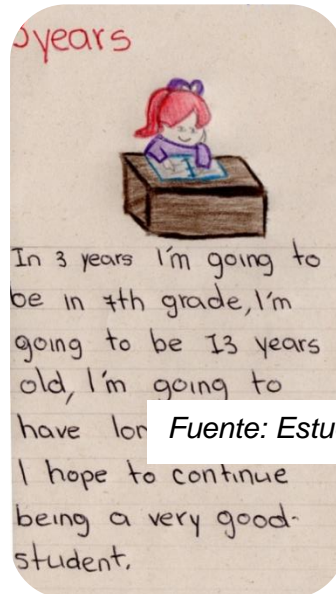 years
In 3 years I'm going to
be in 7th grade, I'm
going to be 13 years
old, I'm going to
have
Fuente: Estu
I hope to continue
being a very good-
student.